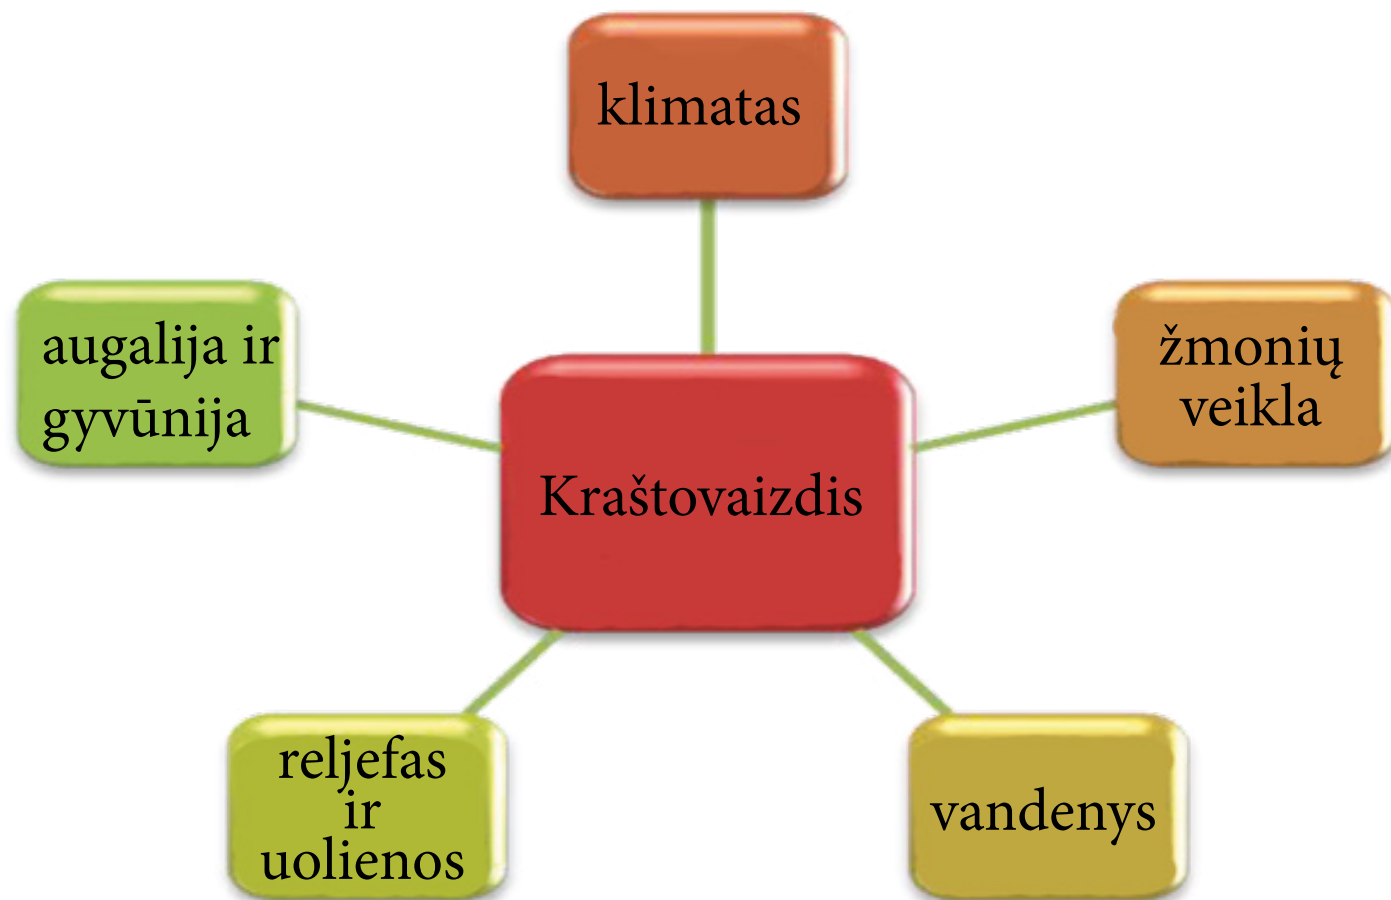 klimatas
augalija ir
gyvūnija
žmonių
veikla
Kraštovaizdis
reljefas
ir
uolienos
vandenys